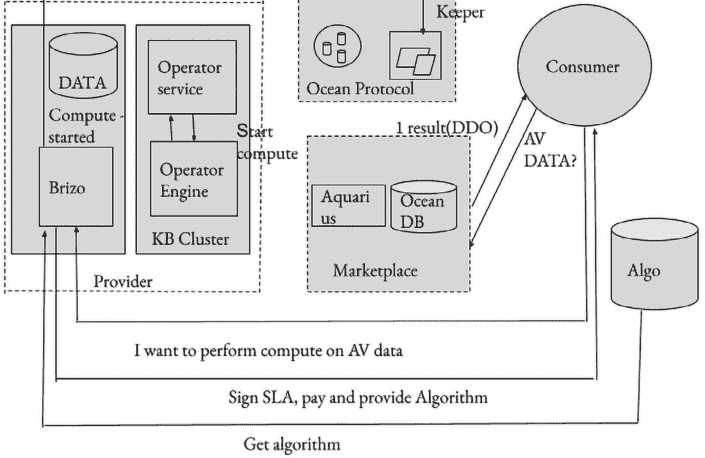 DATA
Compute -
started
Brizo
Operator
service
Start
compute
Operator
Engine
KB Cluster
Provider
Keeper
Ocean Protocol
1 result(DDO)
AV
DATA?
Aquari
us
Ocean
DB
Marketplace
Consumer
Algo
I want to perform compute on AV data
Sign SLA, pay and provide Algorithm
Get algorithm